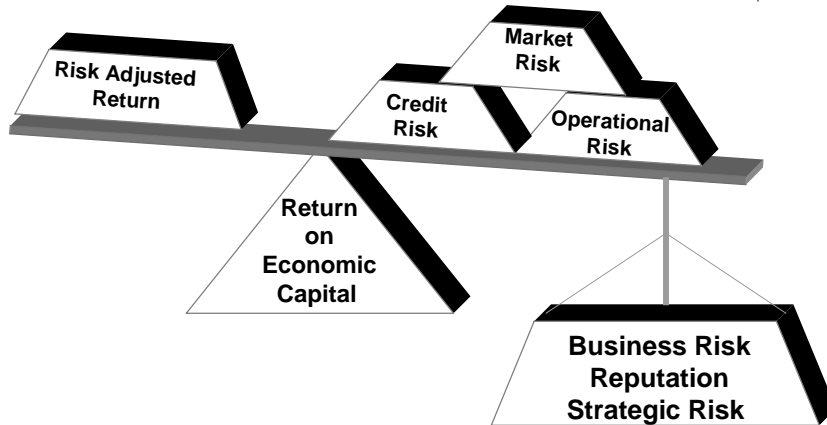 Risk Adjusted
Return
Market
Risk
Credit
Risk
Operational
Risk
Return
on
Economic
Capital
Business Risk
Reputation
Strategic Risk